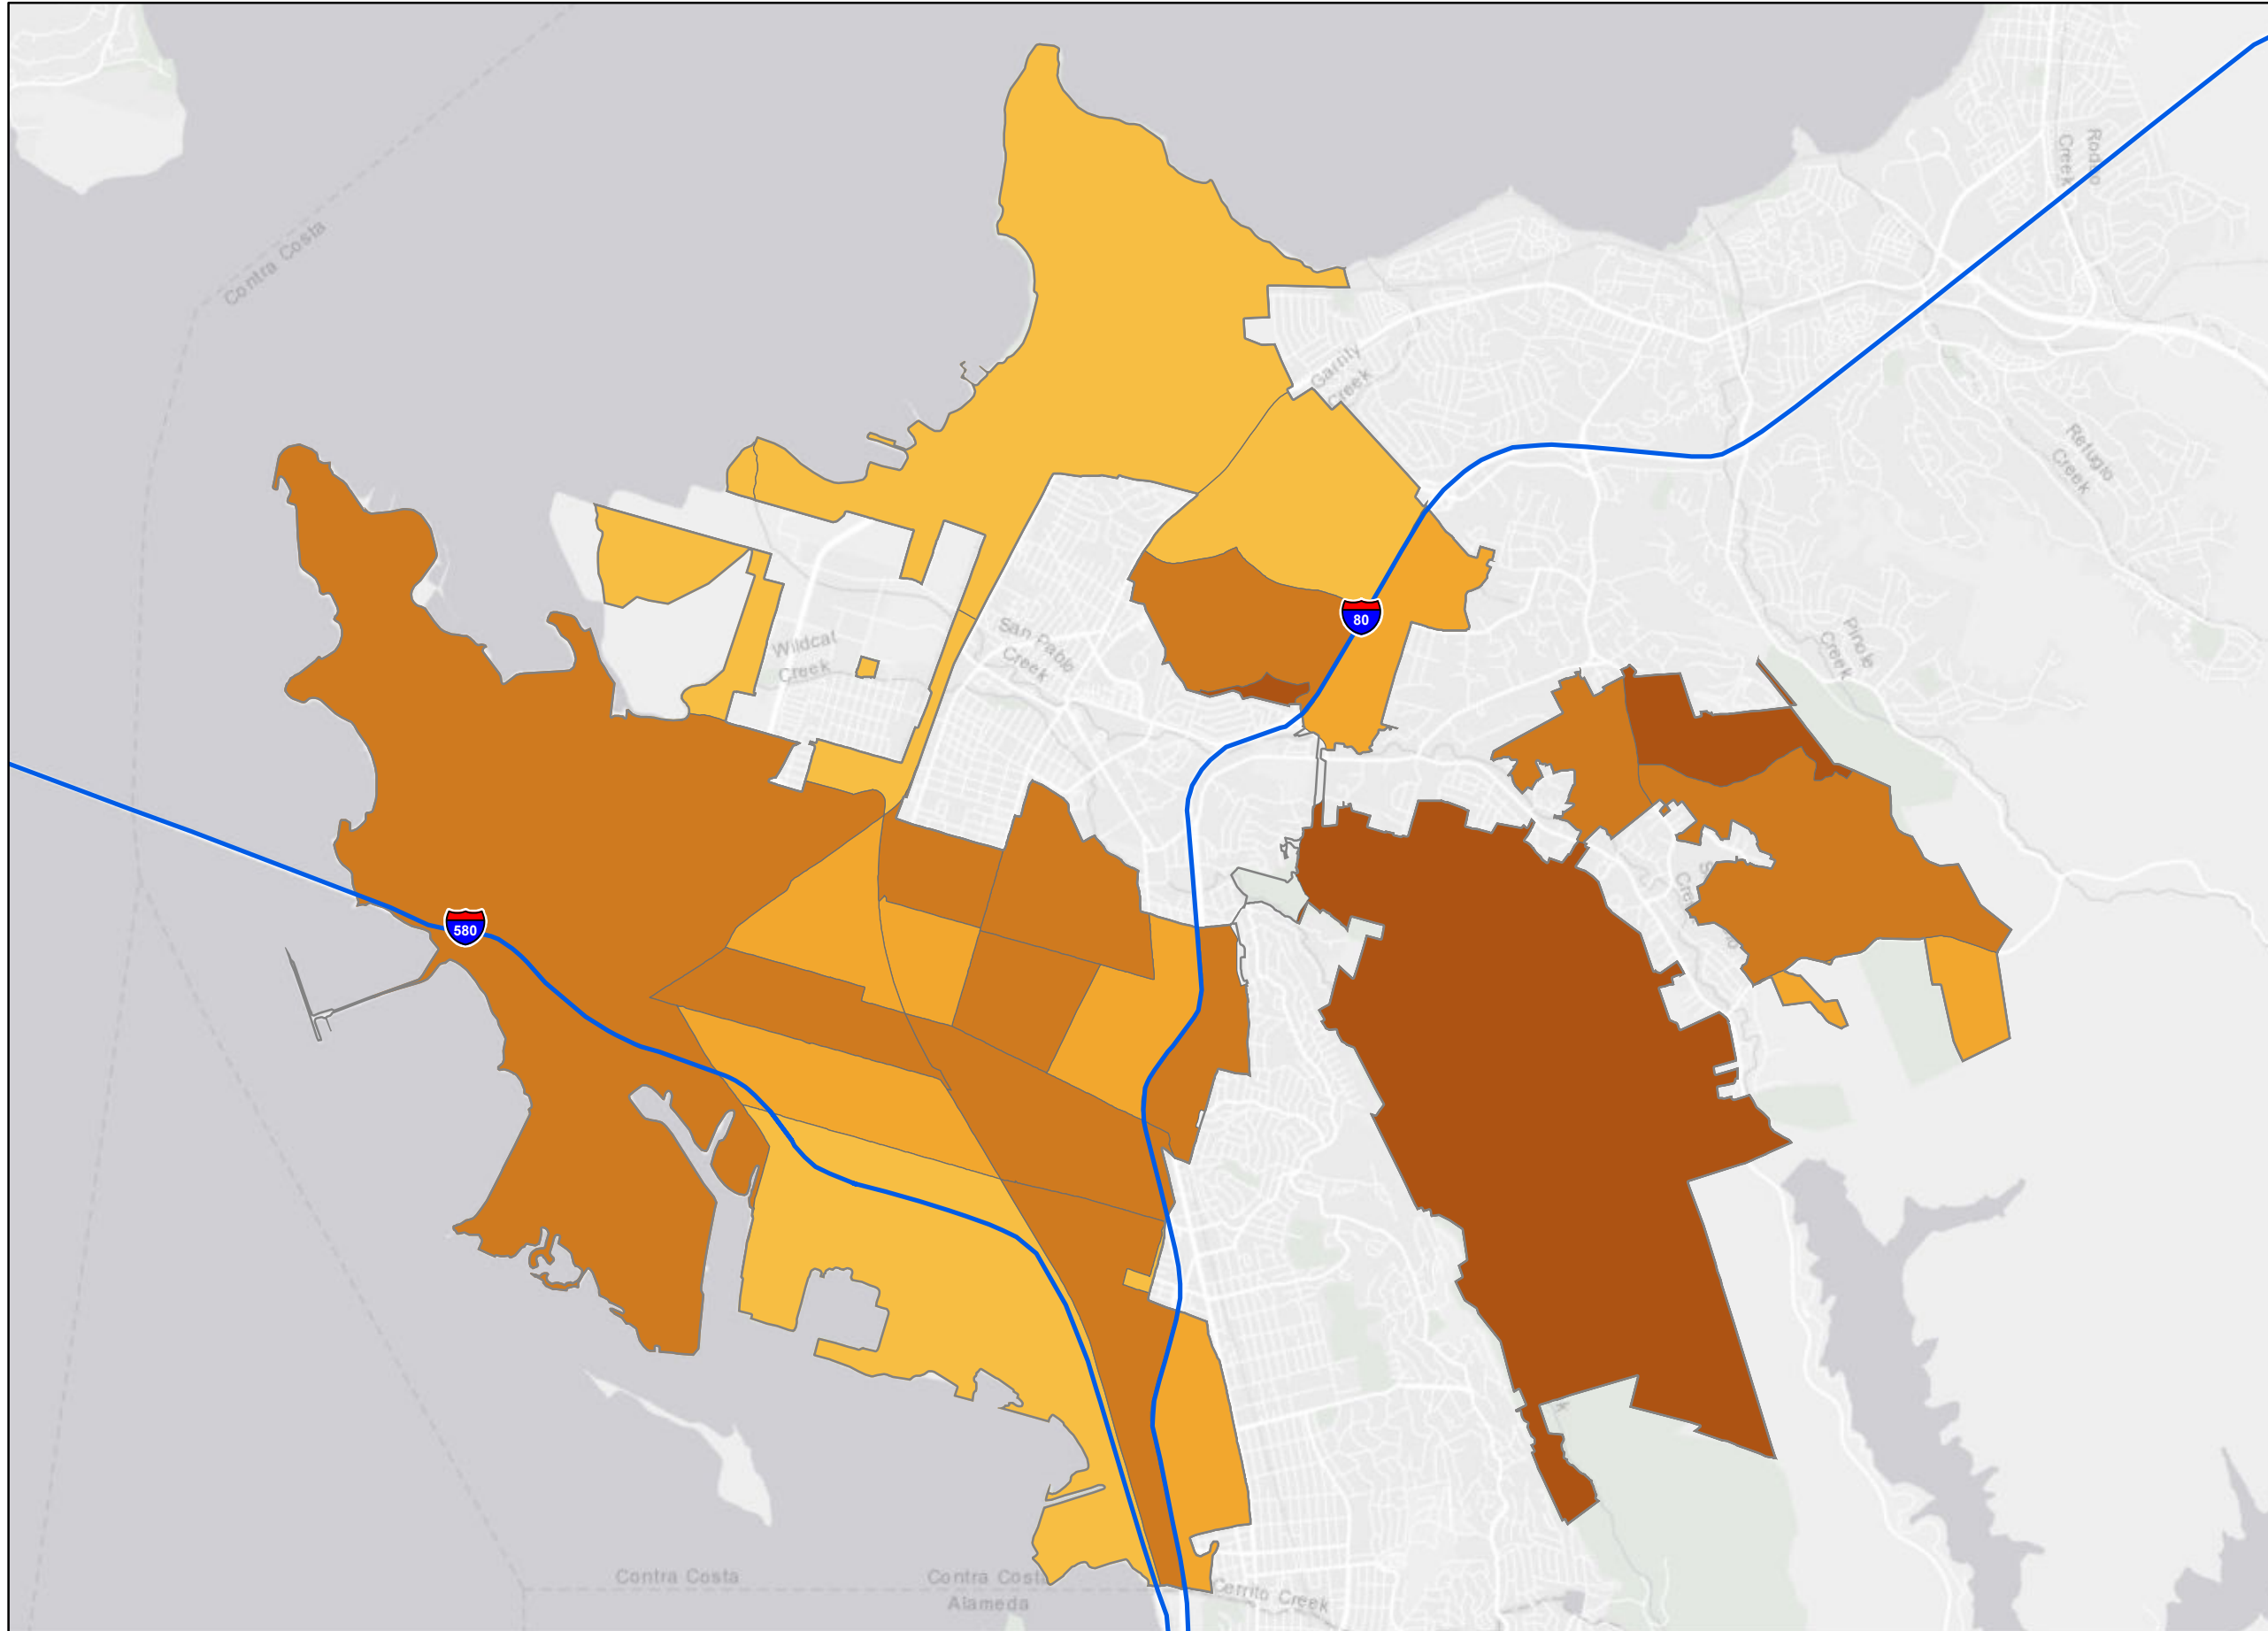 Rodeo
Creek
Contra Costa
Garrity
Creek
Refugio
Creek
80
Wildcat
Creek
San Pablo
Creek
Pinole
Creek
580
Contra Costa
Contra Costa
Alameda
Cerrito Creek